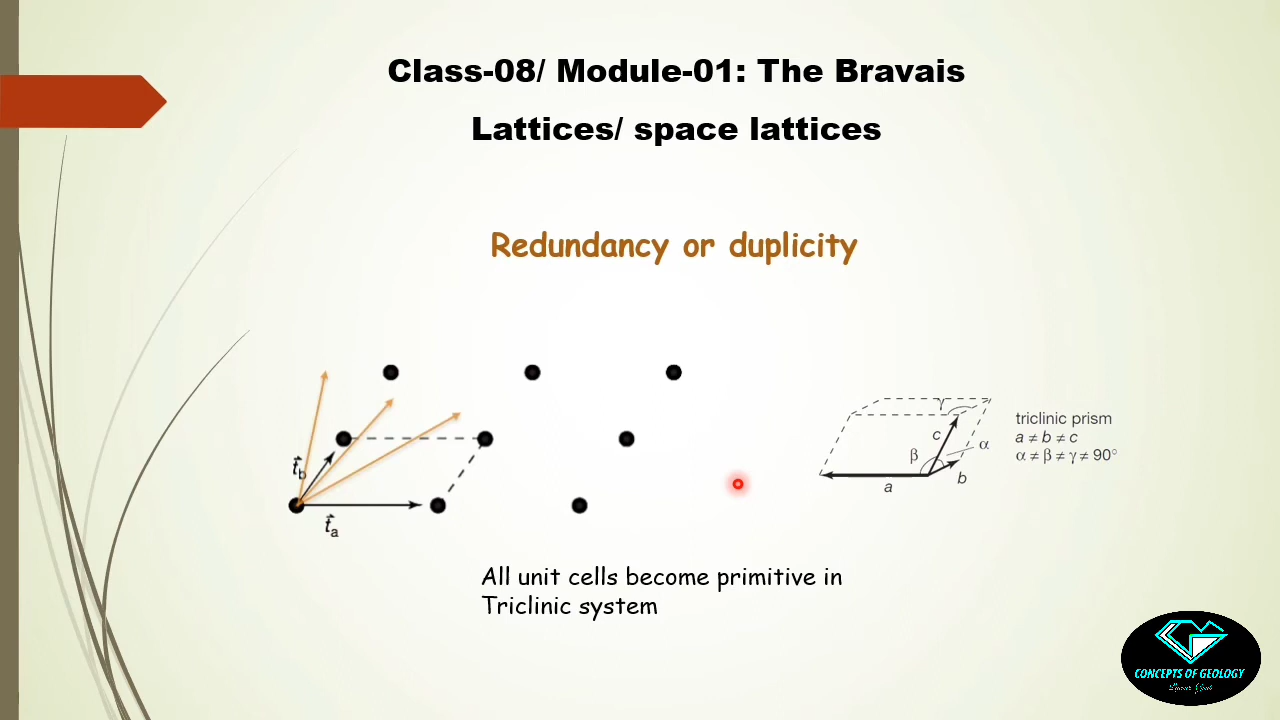 Class-08/ Module-01: The Bravais
Lattices/ space lattices
Redundancy or duplicity
t⃗b
t⃗a
γ
c
α
β
b
a
triclinic prism
a ≠ b ≠ c
α ≠ β ≠ γ ≠ 90°
All unit cells become primitive in
Triclinic system
CONCEPTS OF GEOLOGY